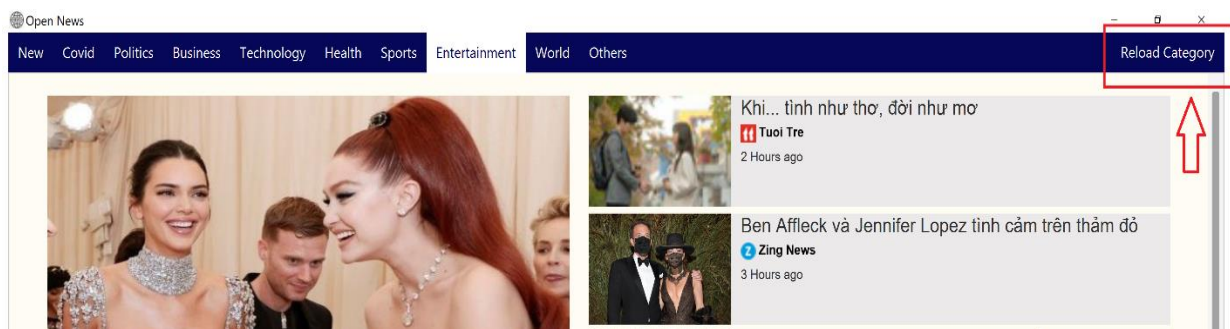 Open News
New Covid Politics Business Technology Health Sports Entertainment World Others Reload Category
Khi... tình như thơ, đời như mơ
tt Tuoi Tre
2 Hours ago
Ben Affleck và Jennifer Lopez tình cảm trên thảm đỏ
Z Zing News
3 Hours ago